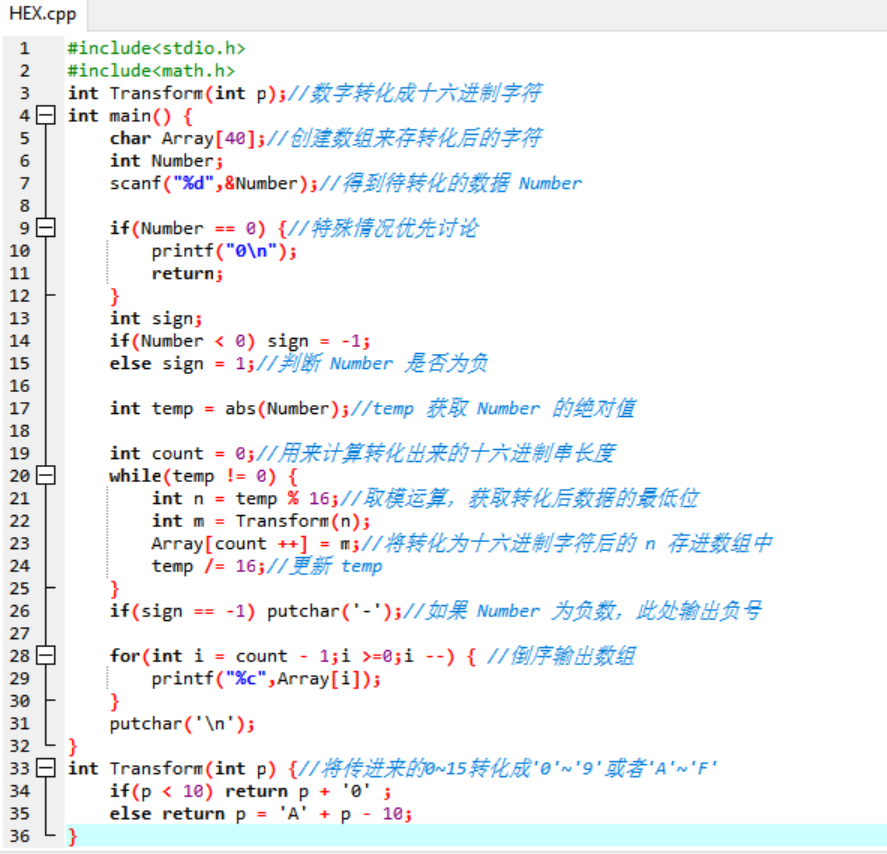 HEX.cpp
1 #include<stdio.h>
2 #include<math.h>
3 int Transform(int p);//数字转化成十六进制字符
4 int main() {
5 char Array[40];//创建数组来存转化后的字符
6 int Number;
7 scanf("%d",&Number);//得到待转化的数据 Number
8
9 if(Number == 0) {//特殊情况优先讨论
10 printf("0\n");
11 return;
12 }
13 int sign;
14 if(Number < 0) sign = -1;
15 else sign = 1;//判断 Number 是否为负
16
17 int temp = abs(Number);//temp 获取 Number 的绝对值
18
19 int count = 0;//用来计算转化出来的十六进制串长度
20 while(temp != 0) {
21 int n = temp % 16;//取模运算，获取转化后数据的最低位
22 int m = Transform(n);
23 Array[count ++] = m;//将转化为十六进制字符后的 n 存进数组中
24 temp /= 16;//更新 temp
25 }
26 if(sign == -1) putchar('-');//如果 Number 为负数，此处输出负号
27
28 for(int i = count - 1;i >=0;i --) { //倒序输出数组
29 printf("%c",Array[i]);
30 }
31 putchar('\n');
32 }
33 int Transform(int p) {//将传进来的0~15转化成'0'~'9'或者'A'~'F'
34 if(p < 10) return p + '0' ;
35 else return p = 'A' + p - 10;
36 }